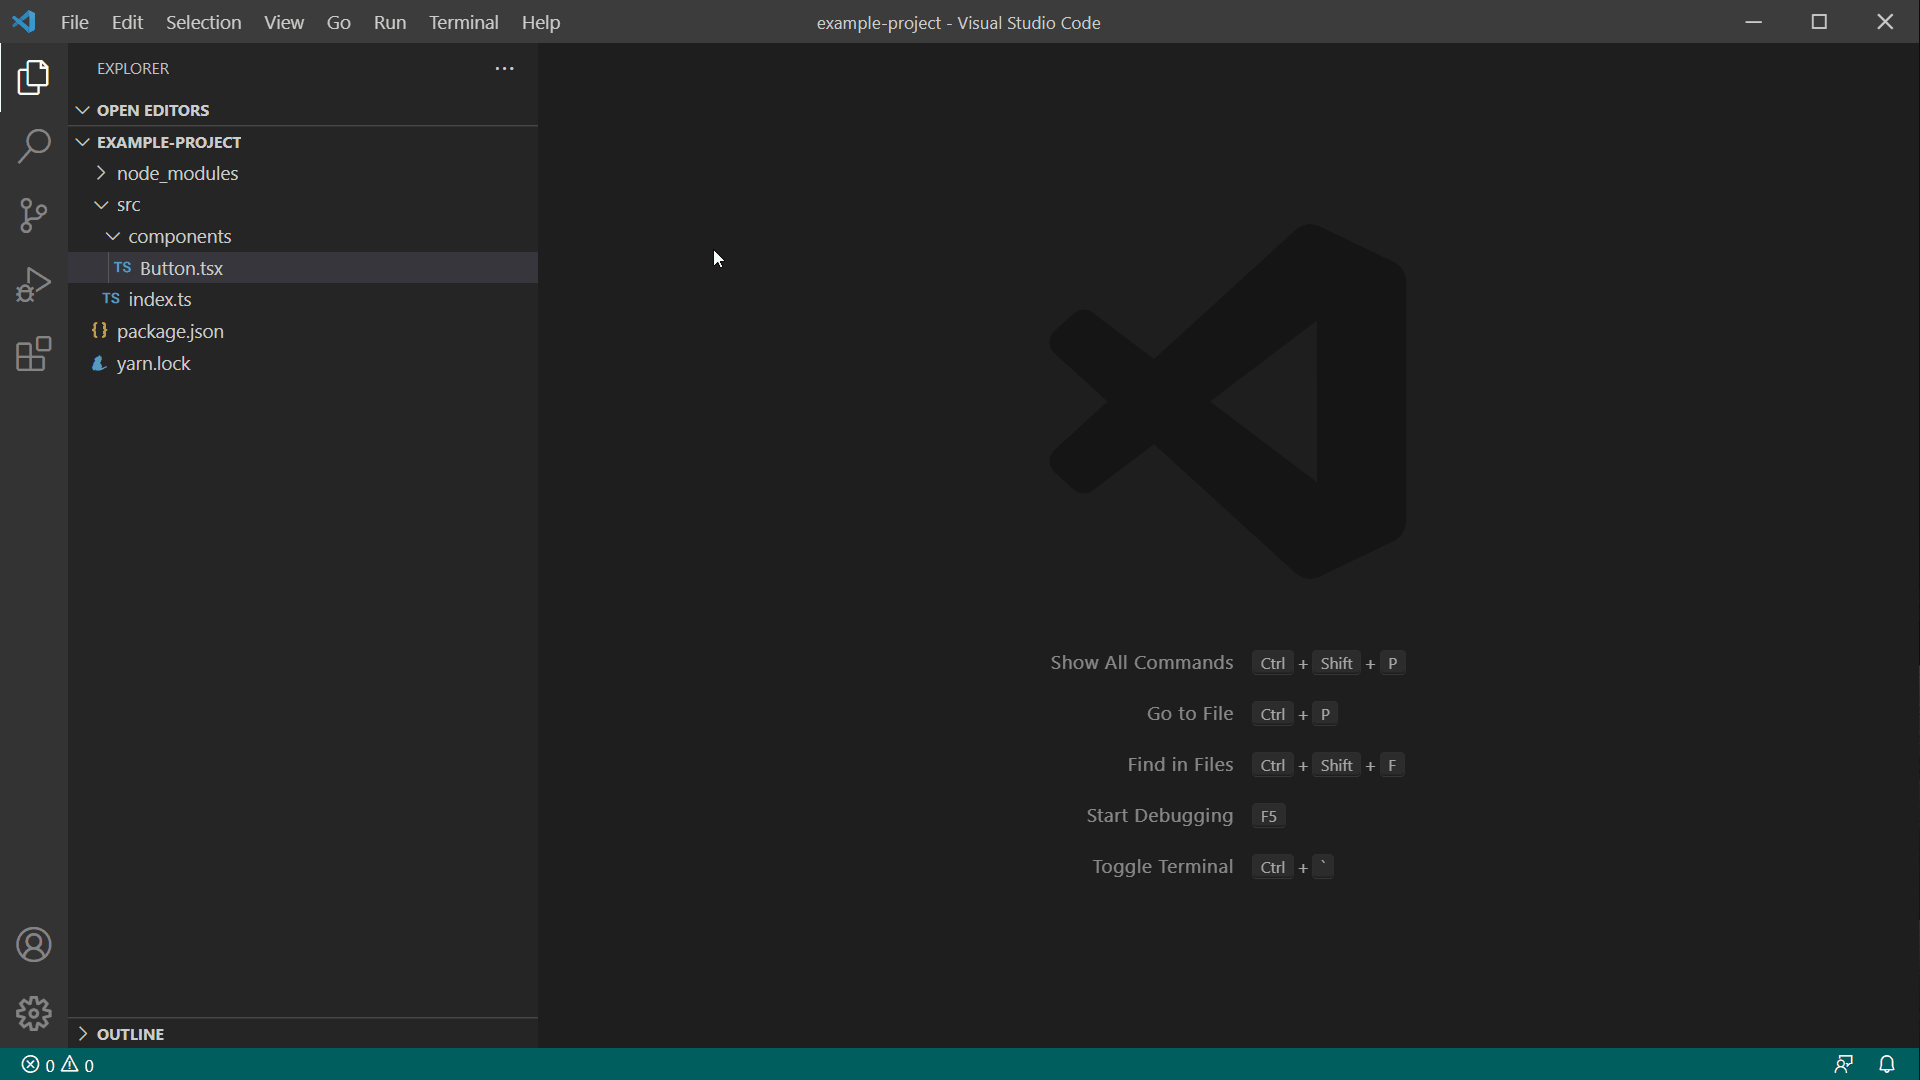 File Edit Selection View Go Run Terminal Help
example-project - Visual Studio Code
EXPLORER
OPEN EDITORS
EXAMPLE-PROJECT
node_modules
src
components
TS Button.tsx
TS index.ts
{} package.json
yarn.lock
Show All Commands Ctrl + Shift + P
Go to File Ctrl + P
Find in Files Ctrl + Shift + F
Start Debugging F5
Toggle Terminal Ctrl + `
OUTLINE
0 0